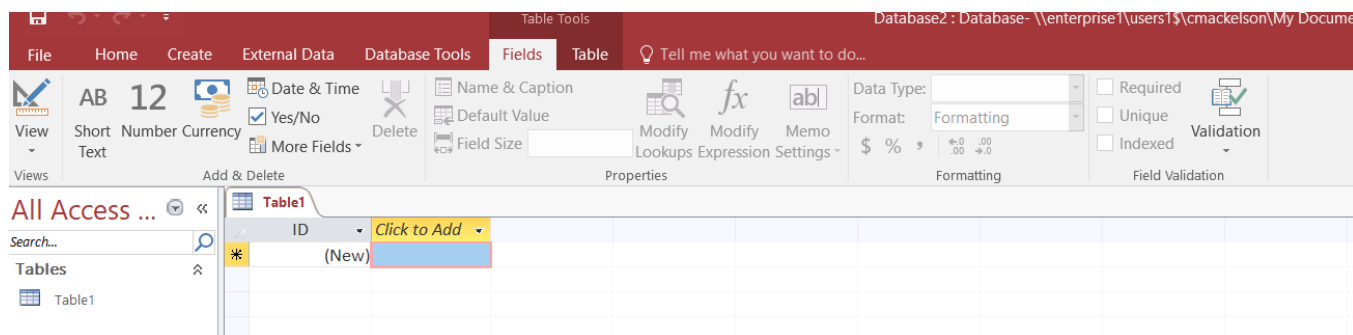 Table Tools
Database2 : Database- \\enterprise1\users1$\cmackelson\My Docume
File Home Create External Data Database Tools Fields Table Tell me what you want to do...
View
Views
AB
Short
Text
12
Number
Currency
Date & Time
Yes/No
More Fields
Delete
Add & Delete
Name & Caption
Default Value
Field Size
Modify
Lookups
fx
Modify
Expression
ab
Memo
Settings
Properties
Data Type:
Format: Formatting
$ % , .00 .00
Formatting
Required
Unique
Indexed
Validation
Field Validation
All Access ...
Search...
Tables
Table1
Table1
ID Click to Add
(New)